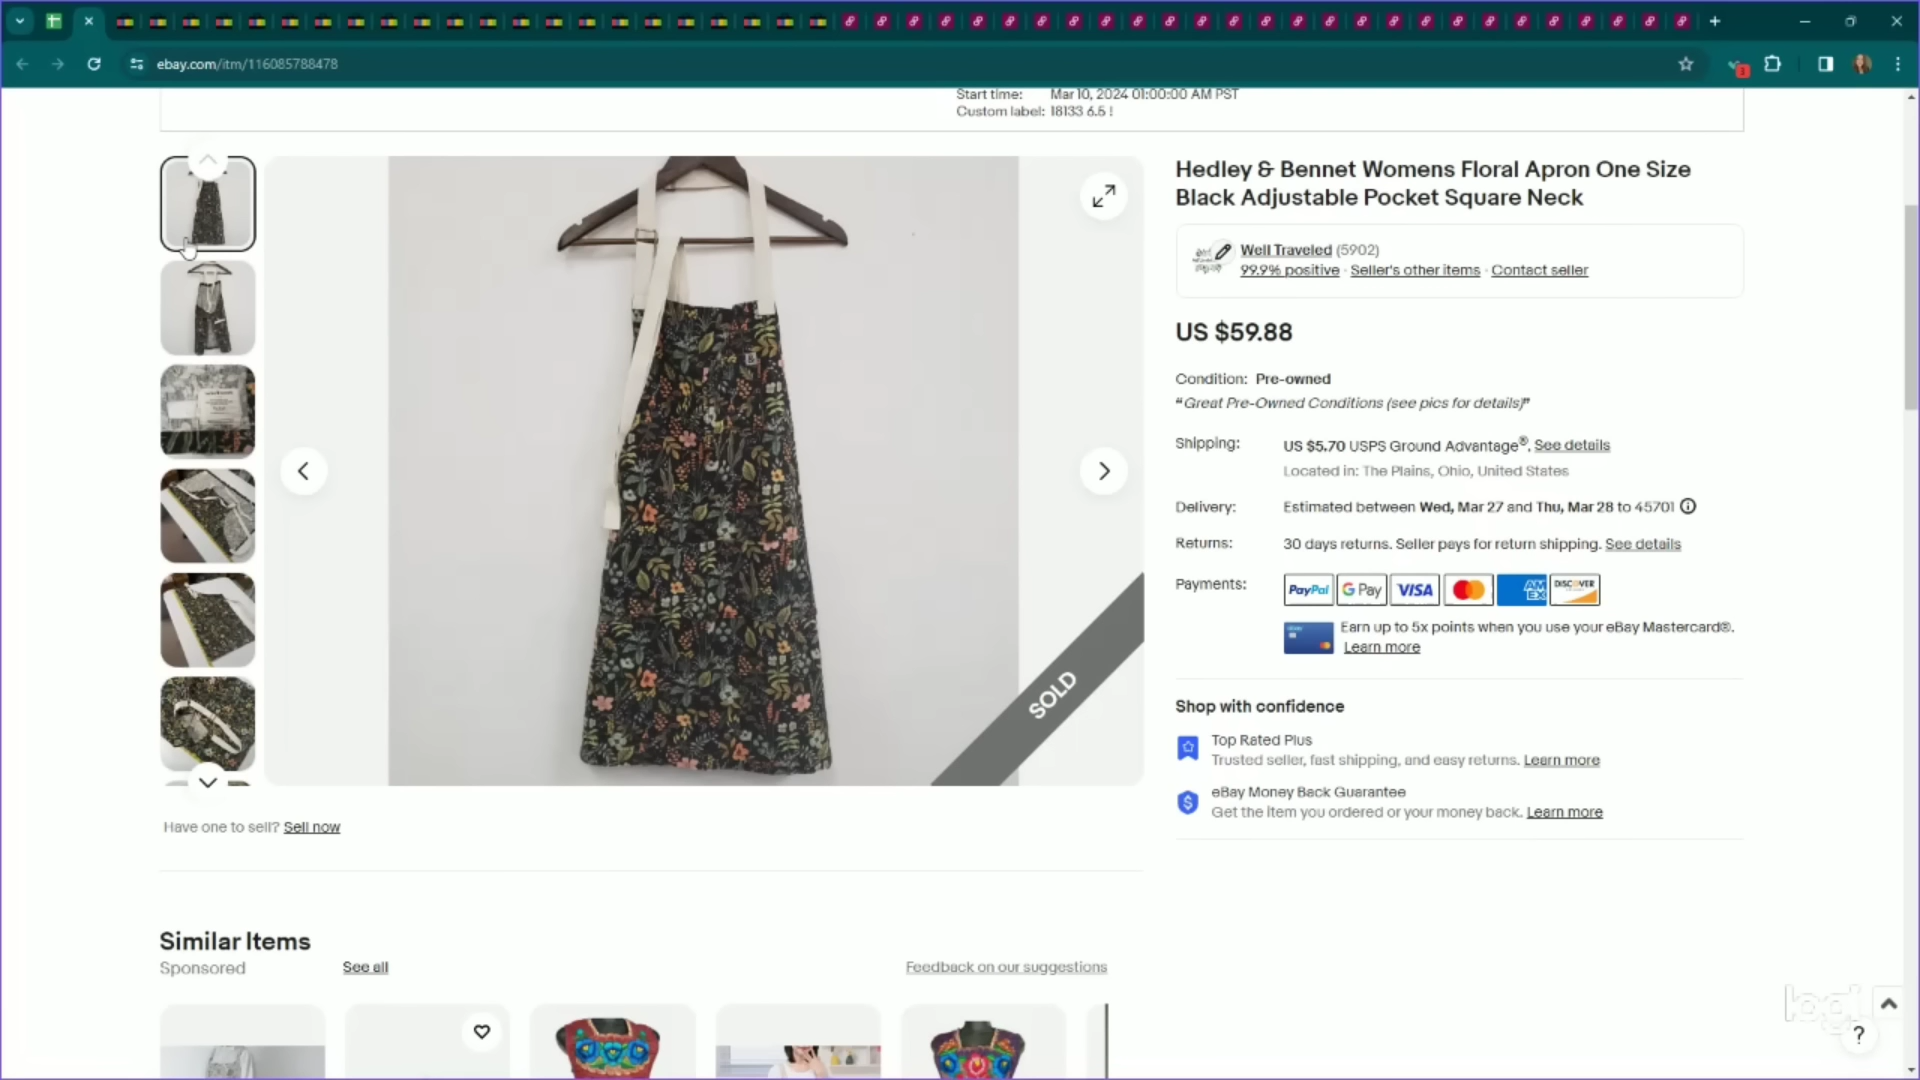 ebay.com/itm/116085788478
Start time: Mar 10, 2024 01:00:00 AM PST
Custom label: 18133 6.5 !
Hedley & Bennet Womens Floral Apron One Size
Black Adjustable Pocket Square Neck
Well Traveled (5902)
99.9% positive · Seller's other items · Contact seller
US $59.88
Condition: Pre-owned
“Great Pre-Owned Conditions (see pics for details)”
Shipping: US $5.70 USPS Ground Advantage®. See details
Located in: The Plains, Ohio, United States
Delivery: Estimated between Wed, Mar 27 and Thu, Mar 28 to 45701
Returns: 30 days returns. Seller pays for return shipping. See details
Payments: PayPal G Pay VISA AM EX DISCOVER
Earn up to 5x points when you use your eBay Mastercard®.
Learn more
SOLD
Shop with confidence
Top Rated Plus
Trusted seller, fast shipping, and easy returns. Learn more
eBay Money Back Guarantee
Get the item you ordered or your money back. Learn more
Have one to sell? Sell now
Similar Items
Sponsored See all Feedback on our suggestions
logi
?